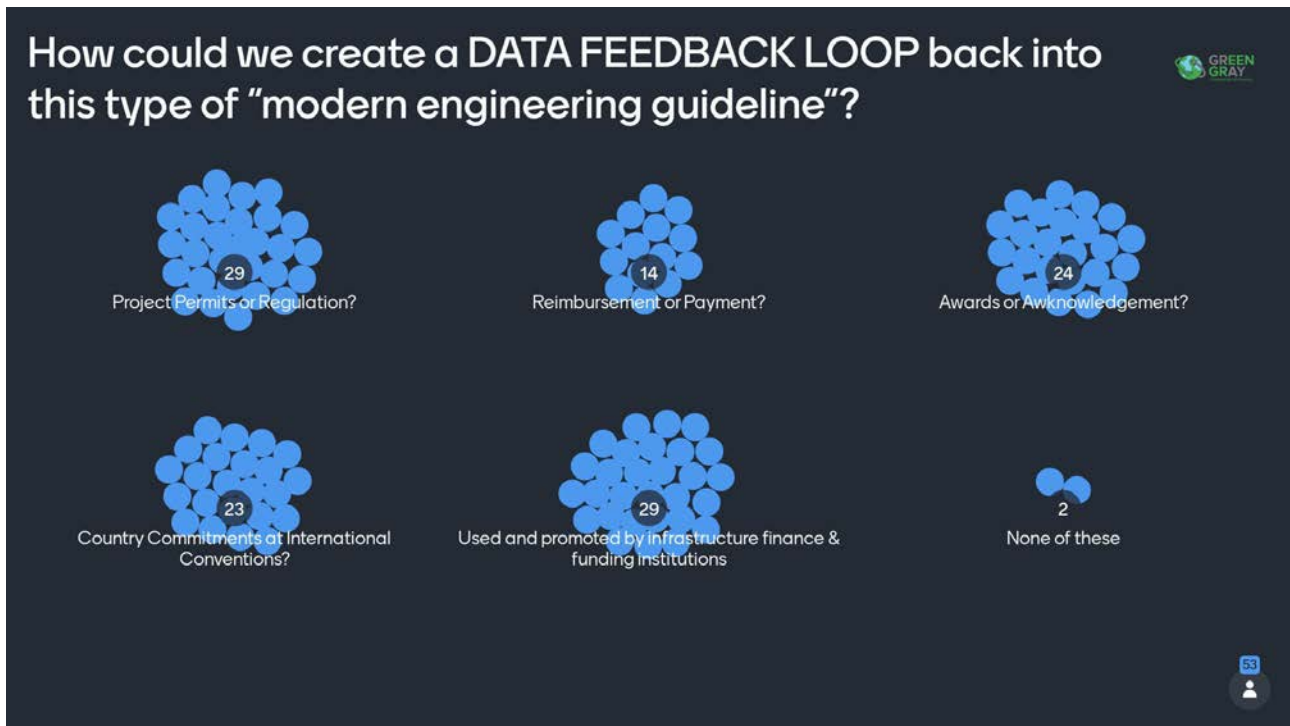 How could we create a DATA FEEDBACK LOOP back into
this type of “modern engineering guideline”?
GREEN
GRAY
29
Project Permits or Regulation?
14
Reimbursement or Payment?
24
Awards or Awknowledgement?
23
Country Commitments at International
Conventions?
29
Used and promoted by infrastructure finance &
funding institutions
2
None of these
53